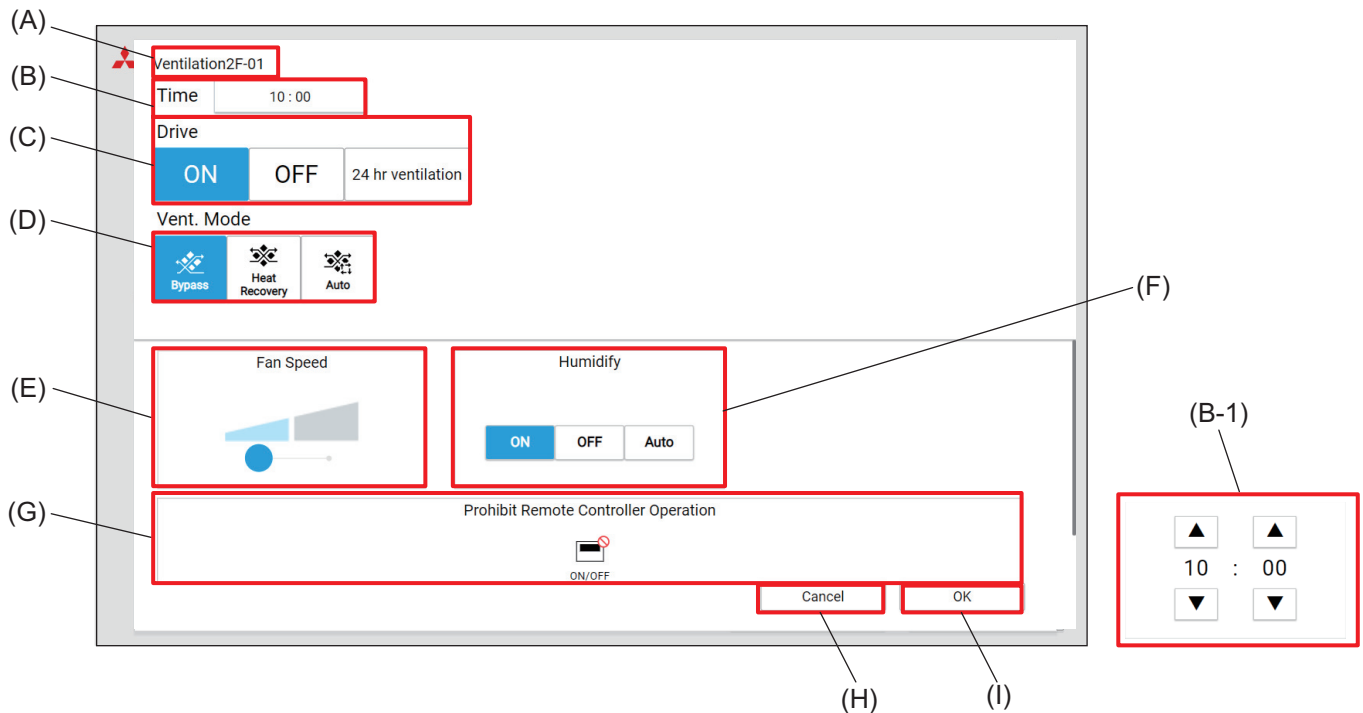 (A)
Ventilation2F-01
(B)
Time 10 : 00
Drive
(C)
ON OFF 24 hr ventilation
Vent. Mode
(D)
Bypass Heat Recovery Auto
(F)
Fan Speed Humidify
(E)
ON OFF Auto
(B-1)
10 : 00
(G)
Prohibit Remote Controller Operation
ON/OFF
Cancel OK
(H) (I)